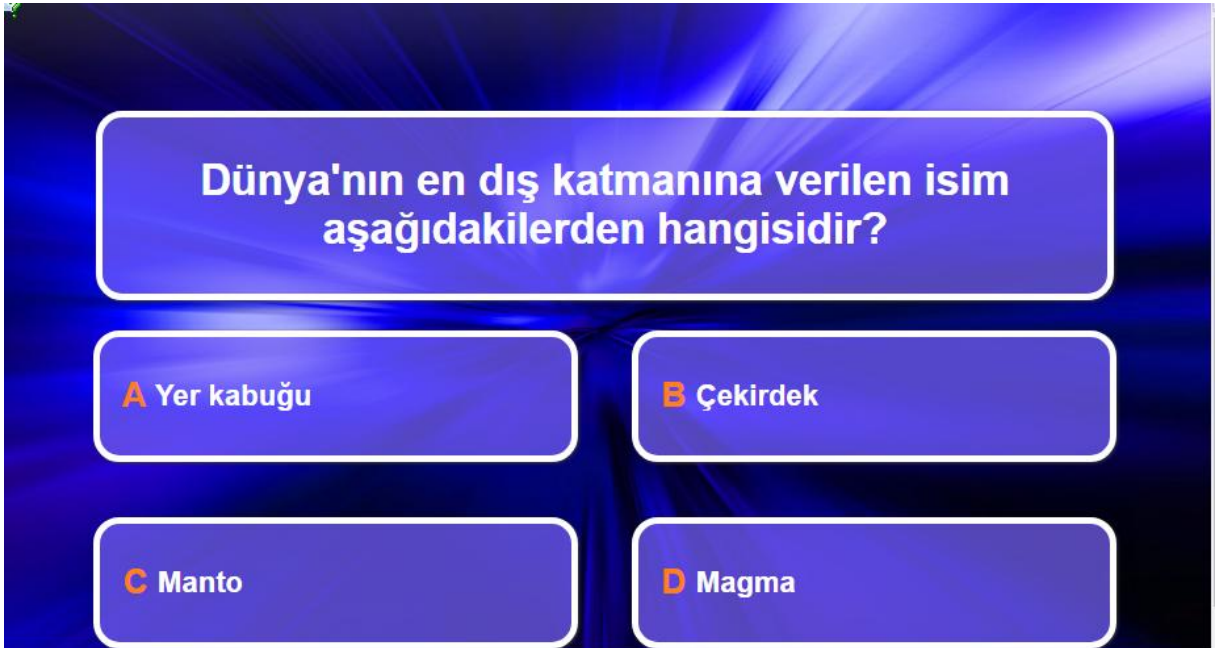 Dünya'nın en dış katmanına verilen isim
aşağıdakilerden hangisidir?
A Yer kabuğu
B Çekirdek
C Manto
D Magma